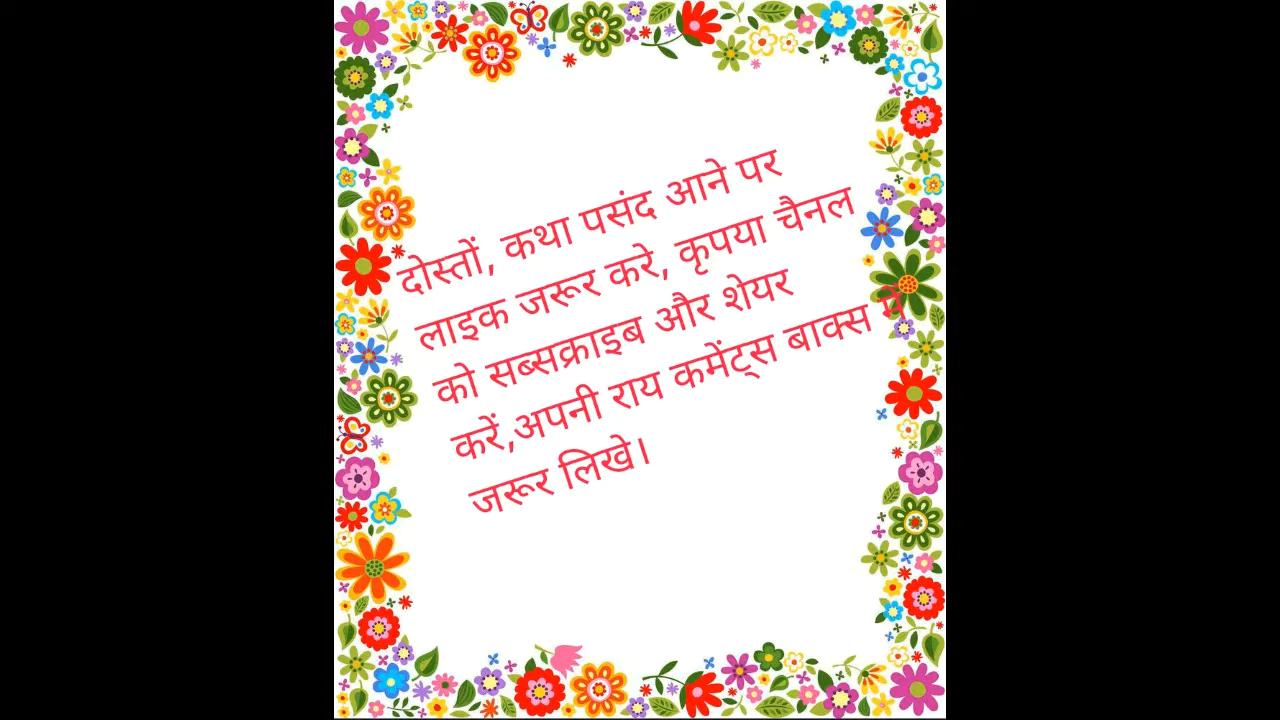 दोस्तों, कथा पसंद आने पर
लाइक जरूर करे, कृपया चैनल
को सब्सक्राइब और शेयर
करें,अपनी राय कमेंट्स बाक्स में
जरूर लिखे।